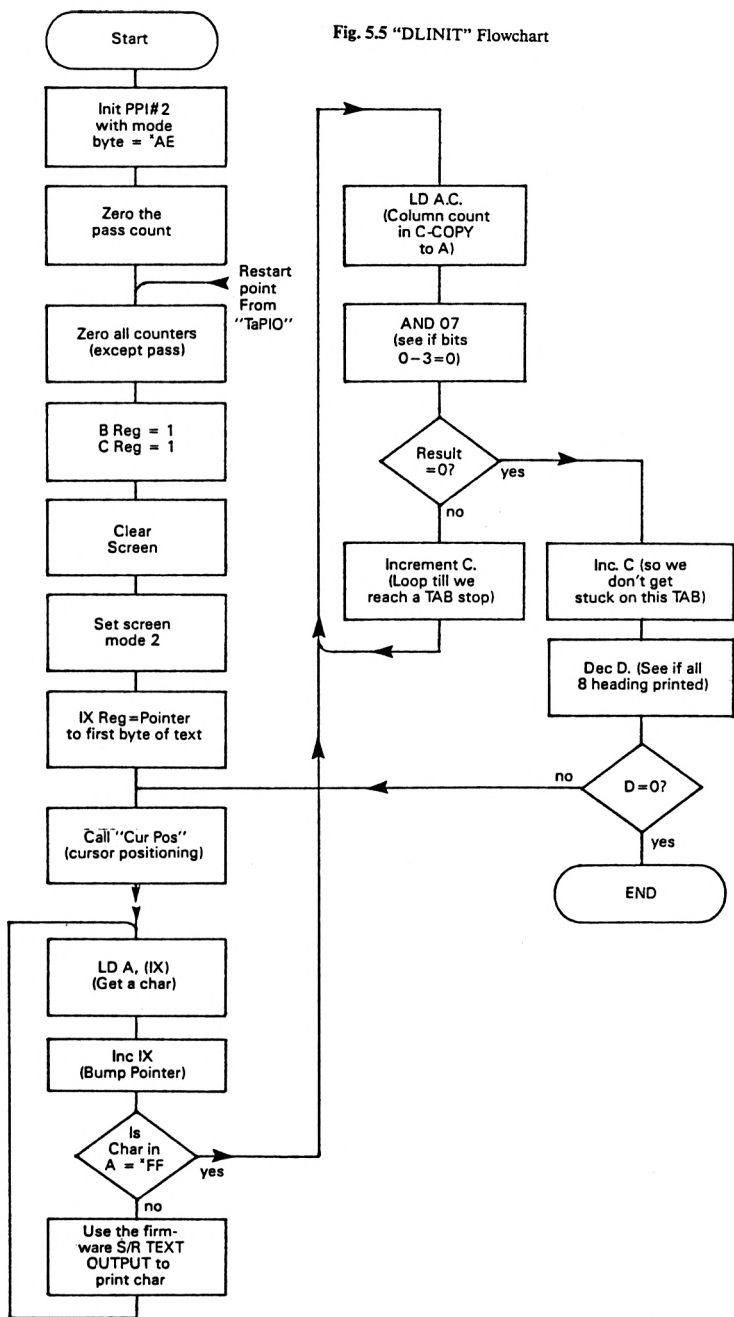 Fig. 5.5 "DLINIT" Flowchart
Start
Init PPI#2
with mode
byte = *AE
Zero the
pass count
Restart
point
From
"TaPIO"
Zero all counters
(except pass)
B Reg = 1
C Reg = 1
Clear
Screen
Set screen
mode 2
IX Reg=Pointer
to first byte of text
Call "Cur Pos"
(cursor positioning)
LD A, (IX)
(Get a char)
Inc IX
(Bump Pointer)
Is
Char in
A = *FF
yes
no
Use the firm-
ware S/R TEXT
OUTPUT to
print char
LD A.C.
(Column count
in C-COPY
to A)
AND 07
(see if bits
0-3=0)
Result
=0?
yes
no
Increment C.
(Loop till we
reach a TAB stop)
Inc. C (so we
don't get
stuck on this TAB)
Dec D. (See if all
8 heading printed)
D=0?
no
yes
END